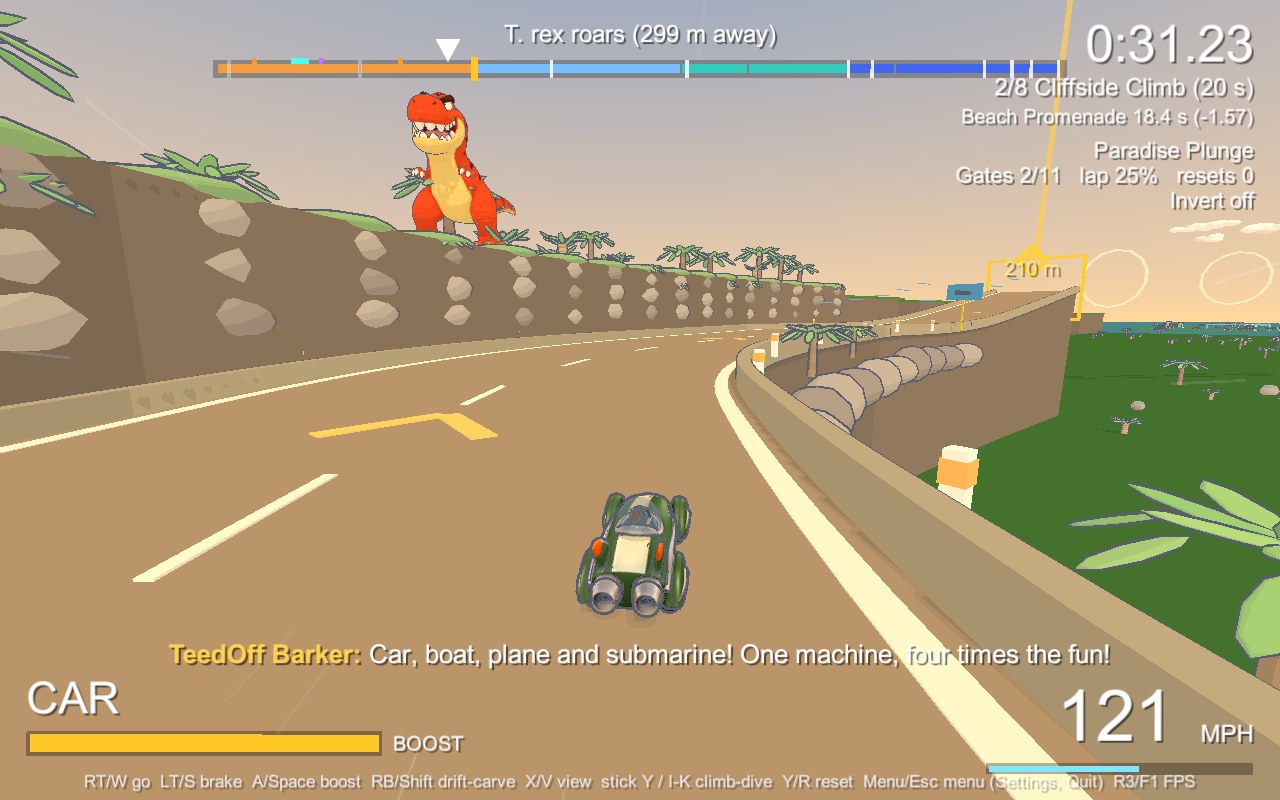 T. rex roars (299 m away)
0:31.23
2/8 Cliffside Climb (20 s)
Beach Promenade 18.4 s (-1.57)
Paradise Plunge
Gates 2/11 lap 25% resets 0
Invert off
210 m
TeedOff Barker: Car, boat, plane and submarine! One machine, four times the fun!
CAR
BOOST
121 MPH
RT/W go LT/S brake A/Space boost RB/Shift drift-carve X/V view stick Y / I-K climb-dive Y/R reset Menu/Esc menu (Settings, Quit) R3/F1 FPS